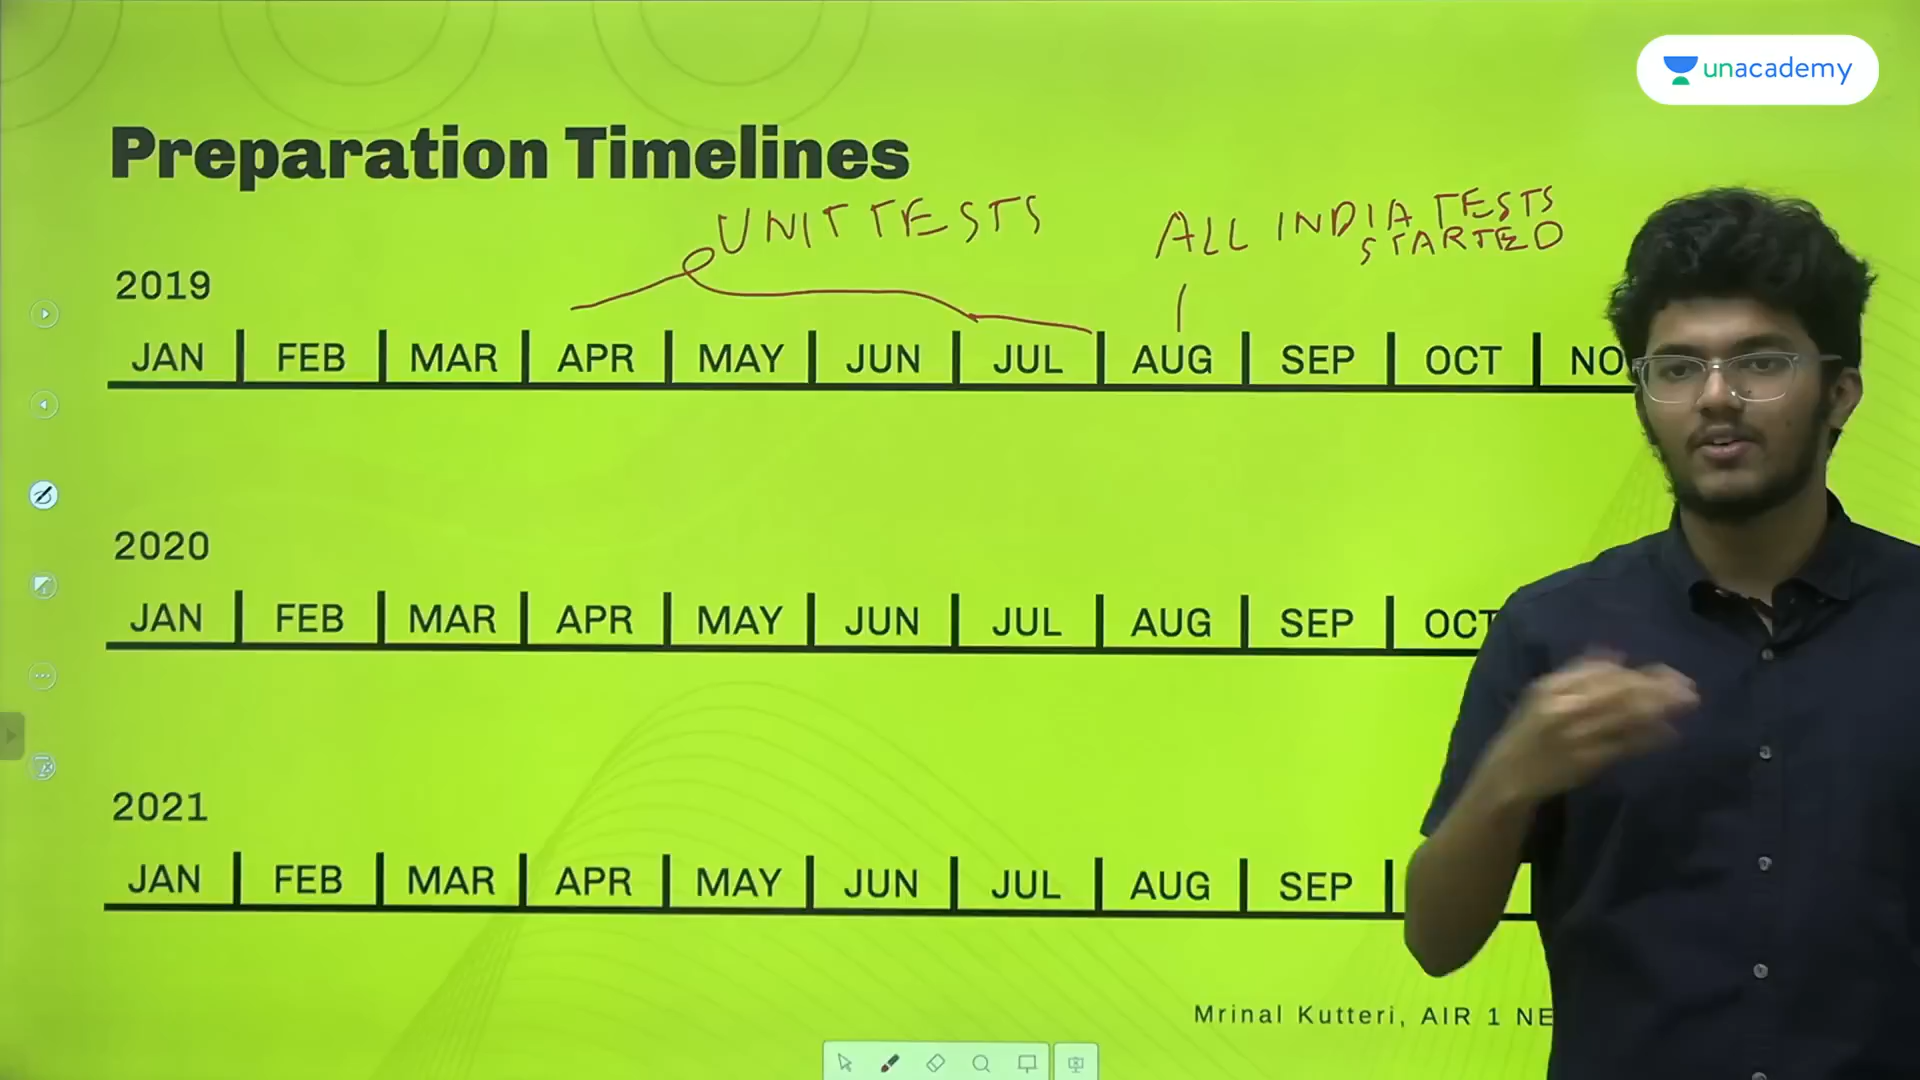 unacademy
Preparation Timelines
UNIT TESTS
ALL INDIA TESTS
STARTED
2019
JAN FEB MAR APR MAY JUN JUL AUG SEP OCT NO
2020
JAN FEB MAR APR MAY JUN JUL AUG SEP OCT
2021
JAN FEB MAR APR MAY JUN JUL AUG SEP
Mrinal Kutteri, AIR 1 NE